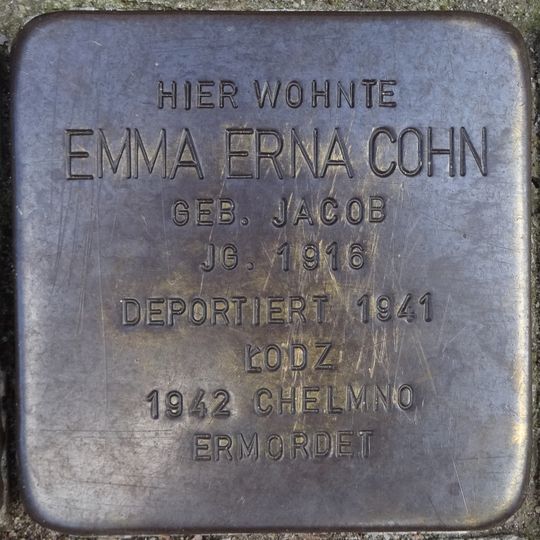 HIER WOHNTE
EMMA ERNA COHN
GEB. JACOB
JG. 1916
DEPORTIERT 1941
ŁODZ
1942 CHELMNO
ERMORDET